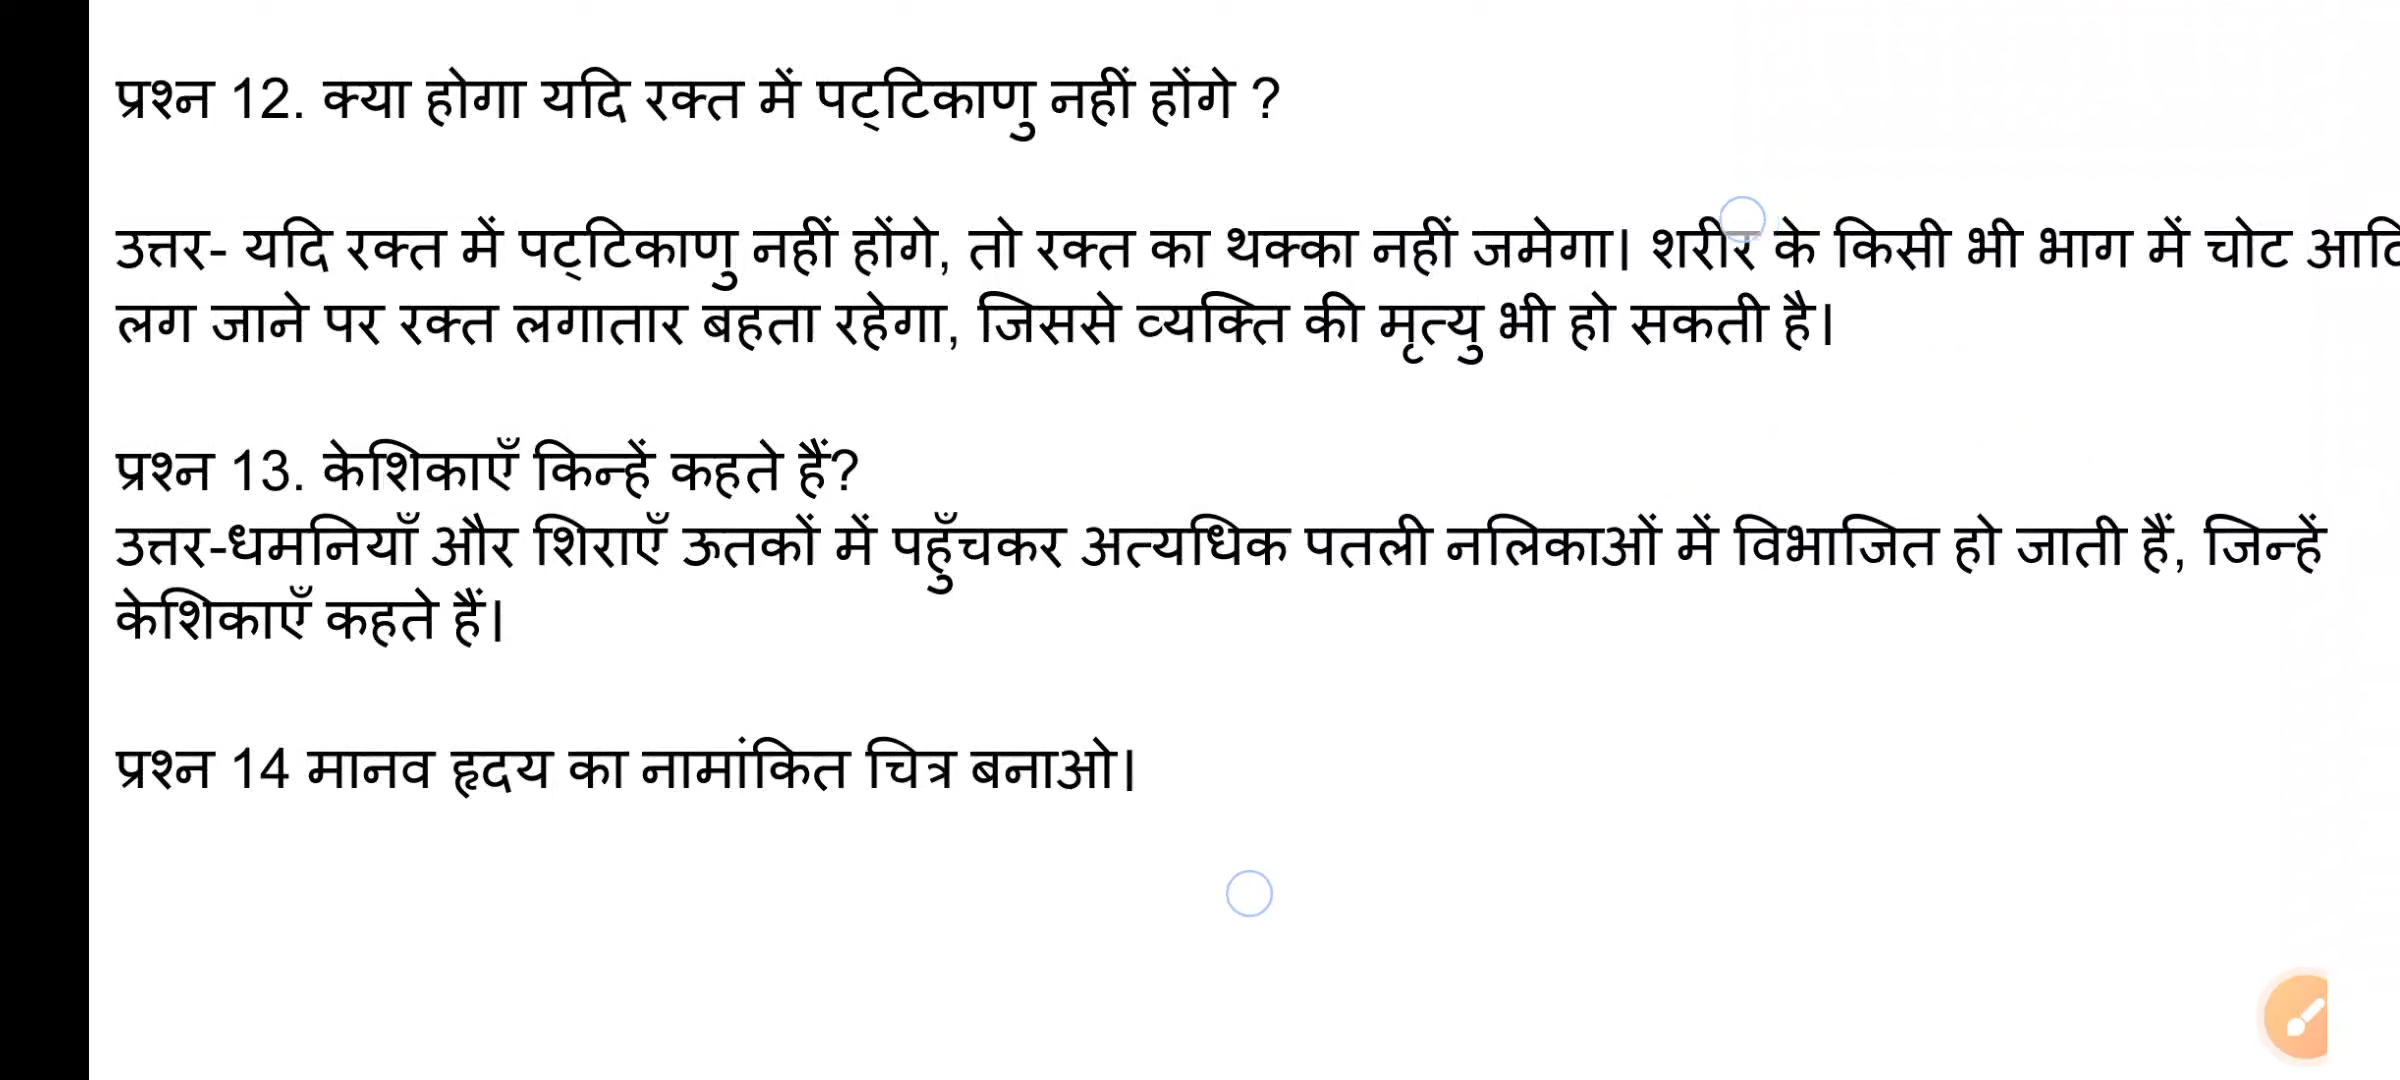 प्रश्न 12. क्या होगा यदि रक्त में पट्टिकाणु नहीं होंगे ?
उत्तर- यदि रक्त में पट्टिकाणु नहीं होंगे, तो रक्त का थक्का नहीं जमेगा। शरीर के किसी भी भाग में चोट
लग जाने पर रक्त लगातार बहता रहेगा, जिससे व्यक्ति की मृत्यु भी हो सकती है।
प्रश्न 13. केशिकाएँ किन्हें कहते हैं?
उत्तर-धमनियाँ और शिराएँ ऊतकों में पहुँचकर अत्यधिक पतली नलिकाओं में विभाजित हो जाती हैं, जिन्हें
केशिकाएँ कहते हैं।
प्रश्न 14 मानव हृदय का नामांकित चित्र बनाओ।